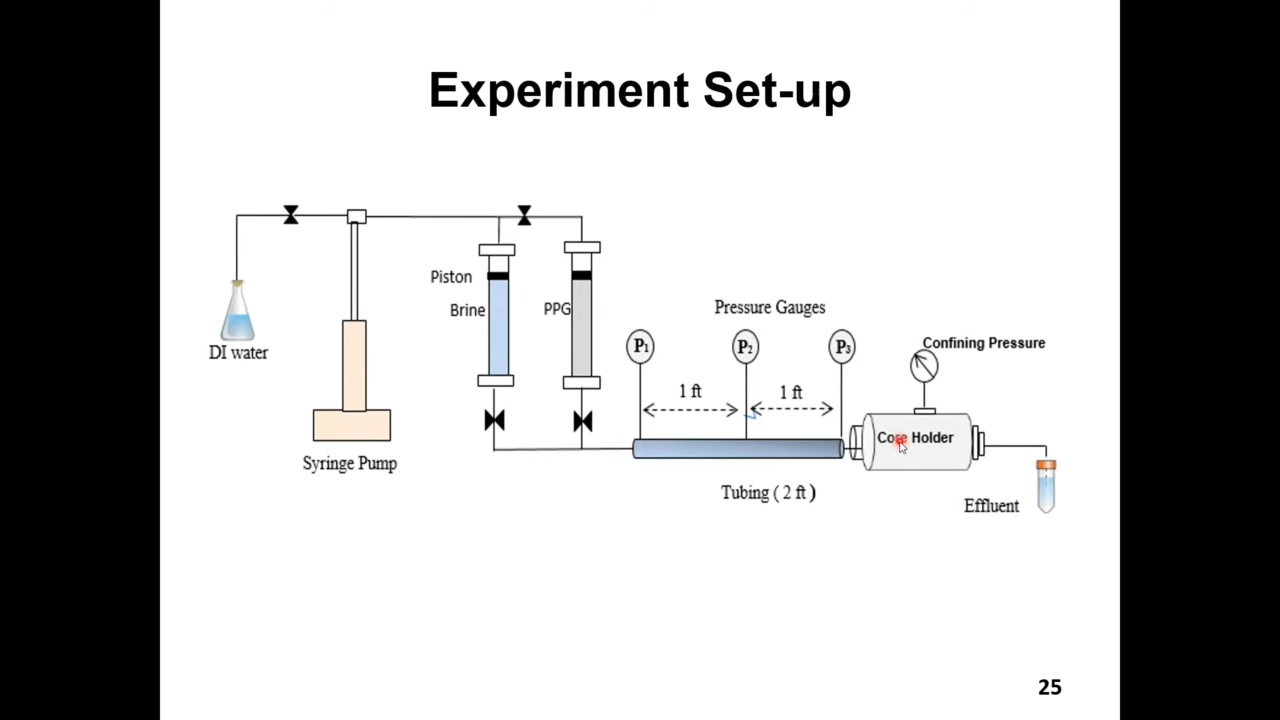 Experiment Set-up
Piston
Brine
PPG
DI water
Syringe Pump
Pressure Gauges
P1
P2
P3
1 ft
1 ft
Tubing ( 2 ft )
Confining Pressure
Core Holder
Effluent
25